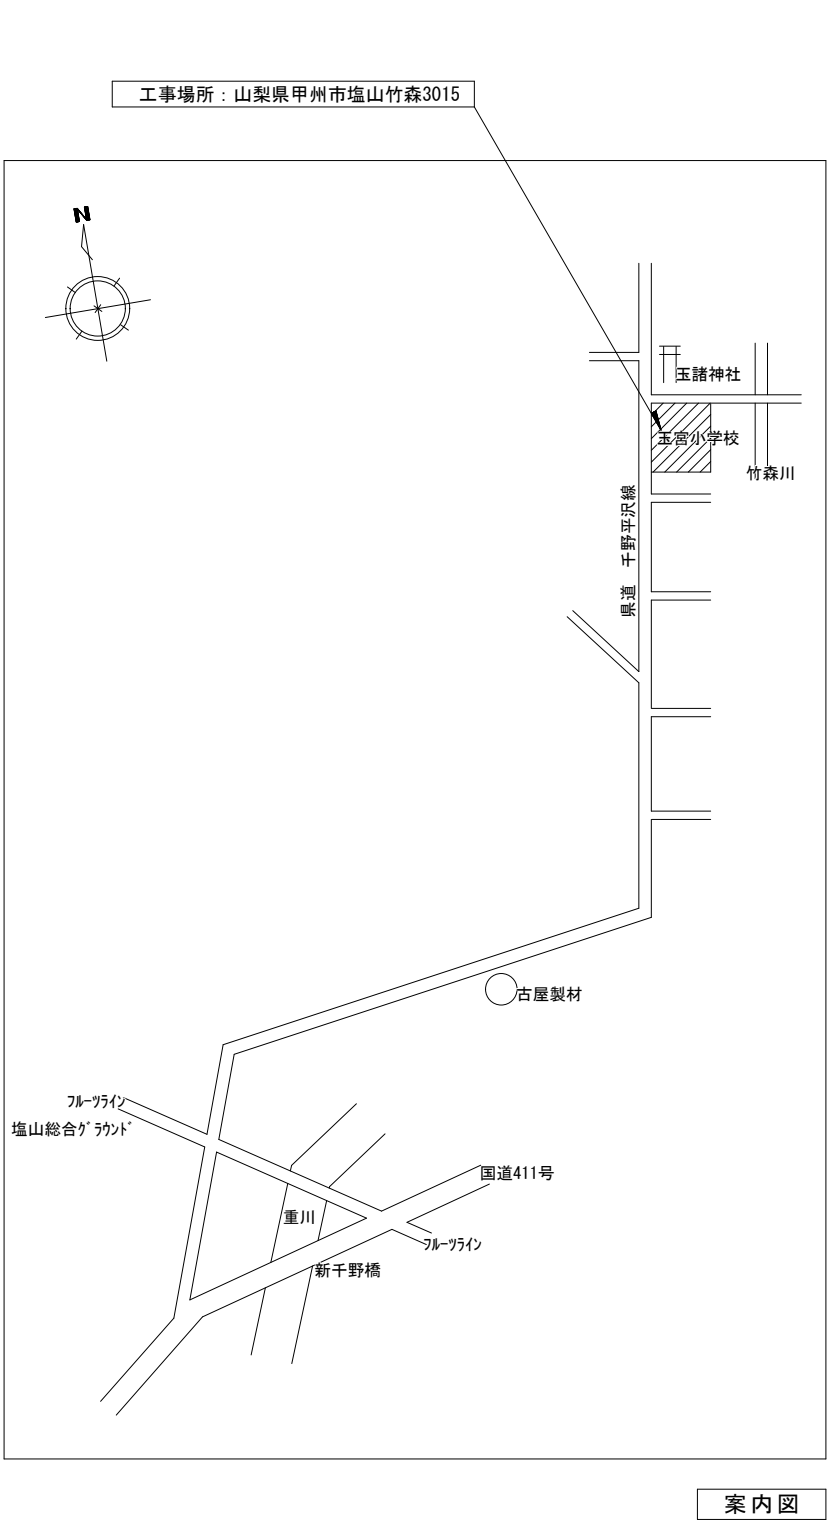 工事場所：山梨県甲州市塩山竹森3015
N
玉諸神社
玉宮小学校
竹森川
県道　千野平沢線
古屋製材
ﾌﾙｰﾂﾗｲﾝ
塩山総合ｸﾞﾗｳﾝﾄﾞ
国道411号
重川
ﾌﾙｰﾂﾗｲﾝ
新千野橋
案内図